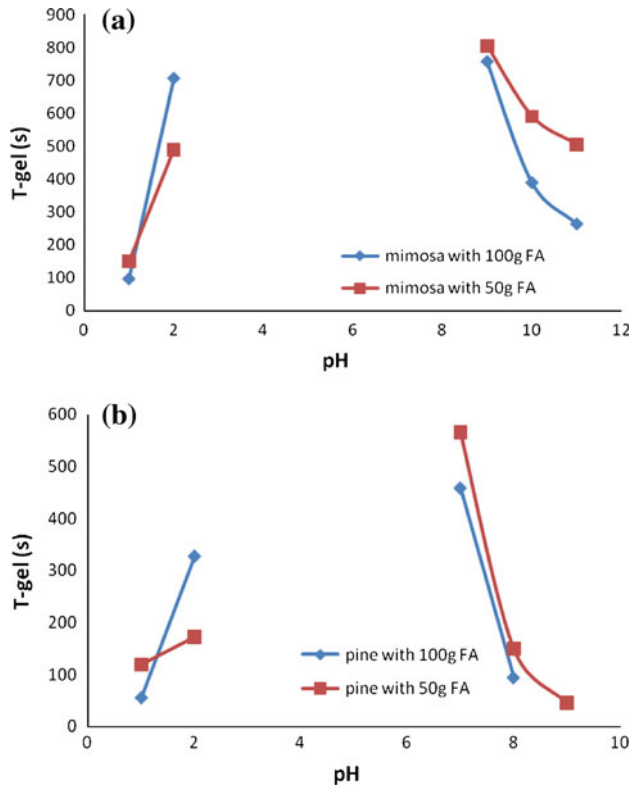 (a)
900
800
700
600
500
400
300
200
100
0
T-gel (s)
mimosa with 100g FA
mimosa with 50g FA
0 2 4 6 8 10 12
pH
(b)
600
500
400
300
200
100
0
T-gel (s)
pine with 100g FA
pine with 50g FA
0 2 4 6 8 10
pH